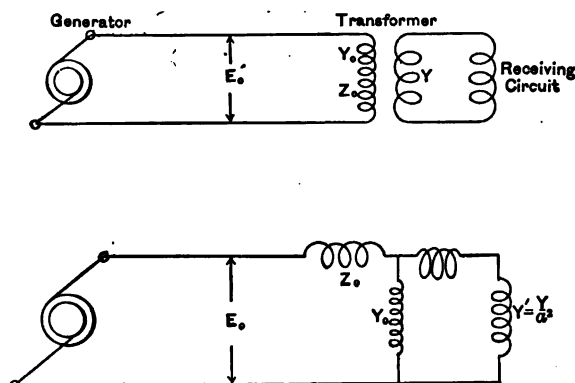 Generator
Transformer
E₀'
Y₀
Z₀
Y
Receiving
Circuit
E₀
Z₀
Y₀
Y'=Y/a²